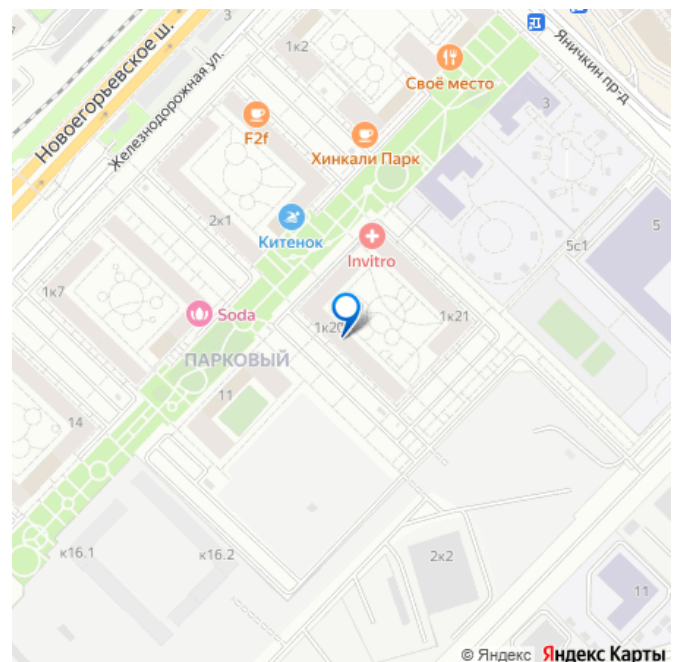 3
1к2
Новоегорьевское ш.
Железнодорожная ул.
Яничкин пр-д
Своё место
3
F2f
Хинкали Парк
2к1
Китенок
Invitro
5
5с1
1к7
Soda
1к20
1к21
ПАРКОВЫЙ
11
14
к16.1
к16.2
2к2
11
© Яндекс Яндекс Карты